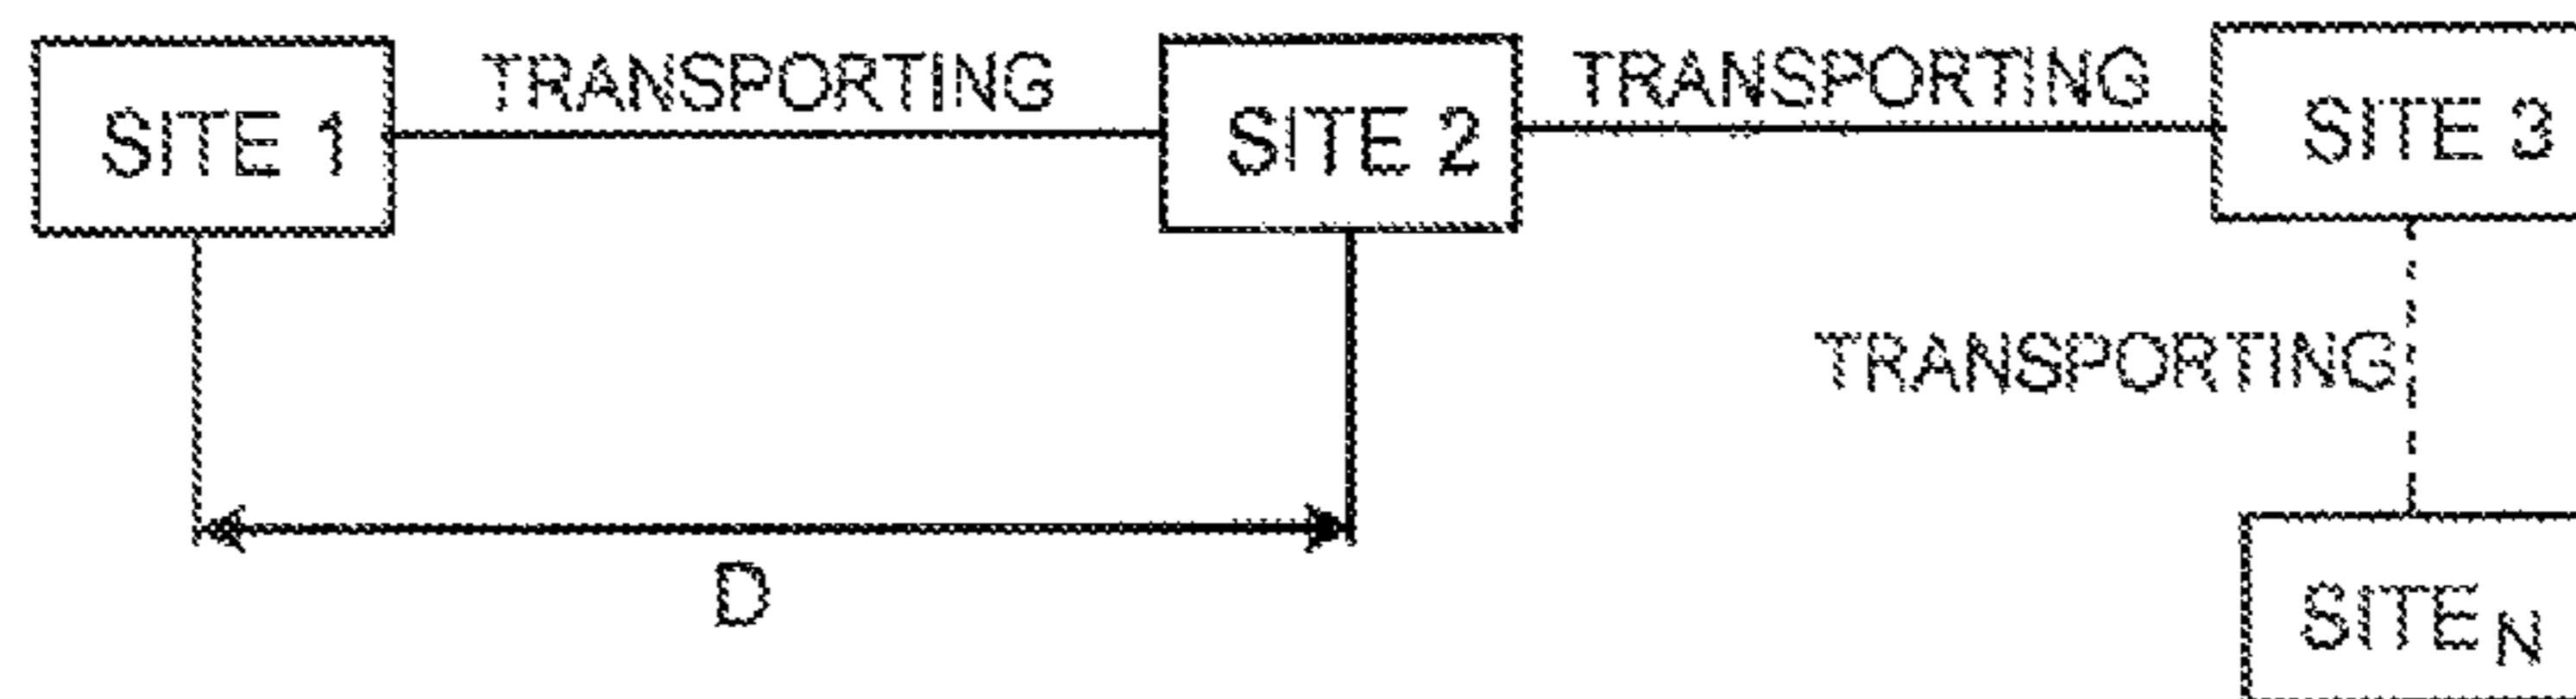 SITE 1
TRANSPORTING
SITE 2
TRANSPORTING
SITE 3
TRANSPORTING
D
SITE N